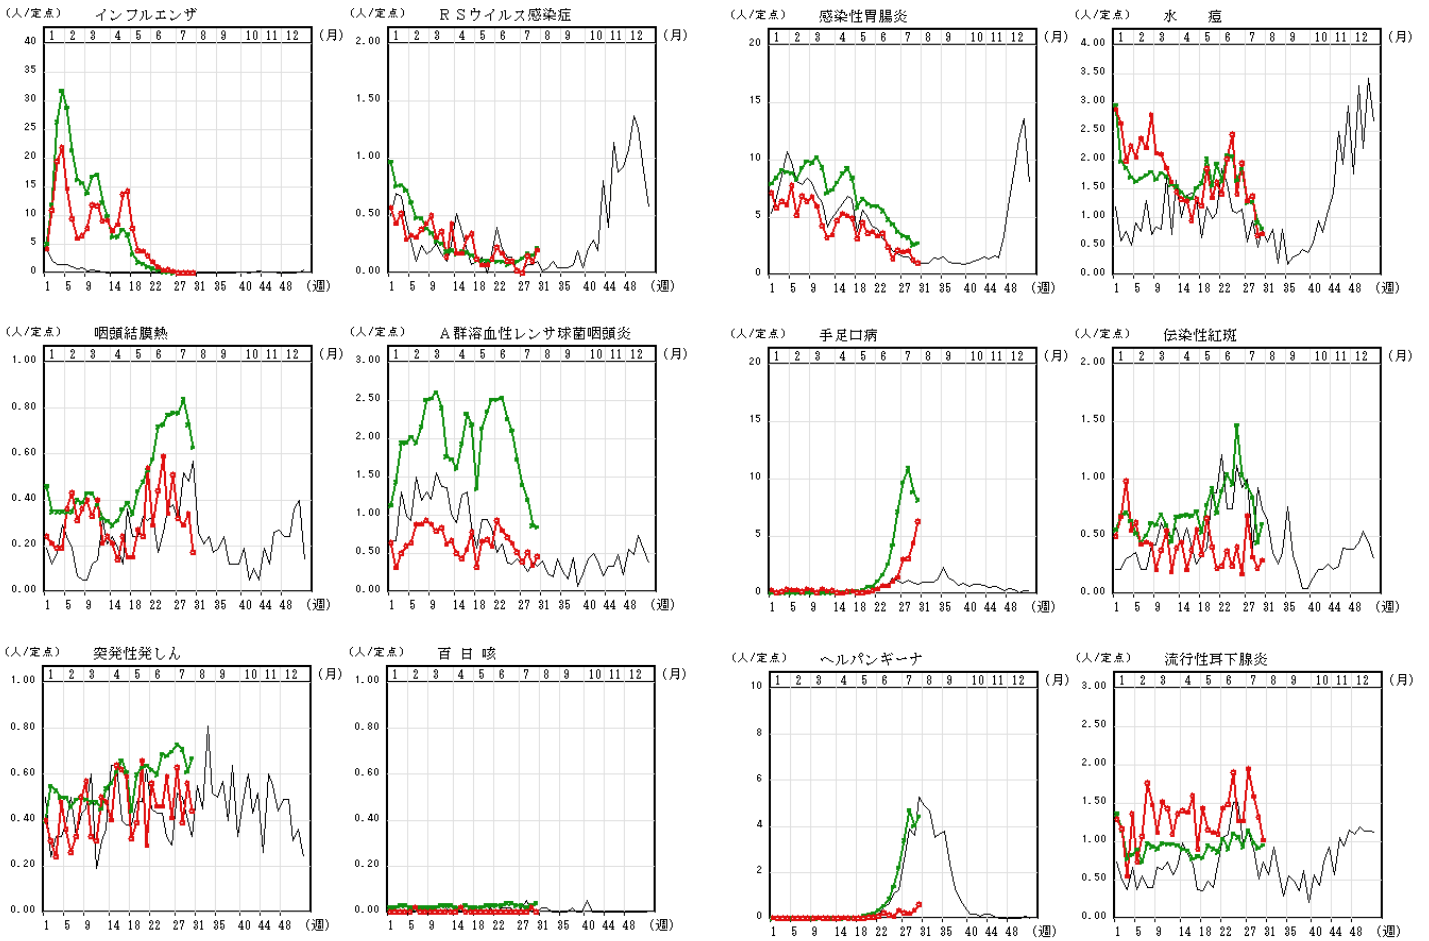 (人/定点) インフルエンザ
40 1 2 3 4 5 6 7 8 9 10 11 12 (月)
35
30
25
20
15
10
5
0
1 5 9 14 18 22 27 31 35 40 44 48 (週)
(人/定点) ＲＳウイルス感染症
2.00 1 2 3 4 5 6 7 8 9 10 11 12 (月)
1.50
1.00
0.50
0.00
1 5 9 14 18 22 27 31 35 40 44 48 (週)
(人/定点) 感染性胃腸炎
20 1 2 3 4 5 6 7 8 9 10 11 12 (月)
15
10
5
0
1 5 9 14 18 22 27 31 35 40 44 48 (週)
(人/定点) 水　痘
4.00 1 2 3 4 5 6 7 8 9 10 11 12 (月)
3.50
3.00
2.50
2.00
1.50
1.00
0.50
0.00
1 5 9 14 18 22 27 31 35 40 44 48 (週)
(人/定点) 咽頭結膜熱
1.00 1 2 3 4 5 6 7 8 9 10 11 12 (月)
0.80
0.60
0.40
0.20
0.00
1 5 9 14 18 22 27 31 35 40 44 48 (週)
(人/定点) Ａ群溶血性レンサ球菌咽頭炎
3.00 1 2 3 4 5 6 7 8 9 10 11 12 (月)
2.50
2.00
1.50
1.00
0.50
0.00
1 5 9 14 18 22 27 31 35 40 44 48 (週)
(人/定点) 手足口病
20 1 2 3 4 5 6 7 8 9 10 11 12 (月)
15
10
5
0
1 5 9 14 18 22 27 31 35 40 44 48 (週)
(人/定点) 伝染性紅斑
2.00 1 2 3 4 5 6 7 8 9 10 11 12 (月)
1.50
1.00
0.50
0.00
1 5 9 14 18 22 27 31 35 40 44 48 (週)
(人/定点) 突発性発しん
1.00 1 2 3 4 5 6 7 8 9 10 11 12 (月)
0.80
0.60
0.40
0.20
0.00
1 5 9 14 18 22 27 31 35 40 44 48 (週)
(人/定点) 百日咳
1.00 1 2 3 4 5 6 7 8 9 10 11 12 (月)
0.80
0.60
0.40
0.20
0.00
1 5 9 14 18 22 27 31 35 40 44 48 (週)
(人/定点) ヘルパンギーナ
10 1 2 3 4 5 6 7 8 9 10 11 12 (月)
8
6
4
2
0
1 5 9 14 18 22 27 31 35 40 44 48 (週)
(人/定点) 流行性耳下腺炎
3.00 1 2 3 4 5 6 7 8 9 10 11 12 (月)
2.50
2.00
1.50
1.00
0.50
0.00
1 5 9 14 18 22 27 31 35 40 44 48 (週)